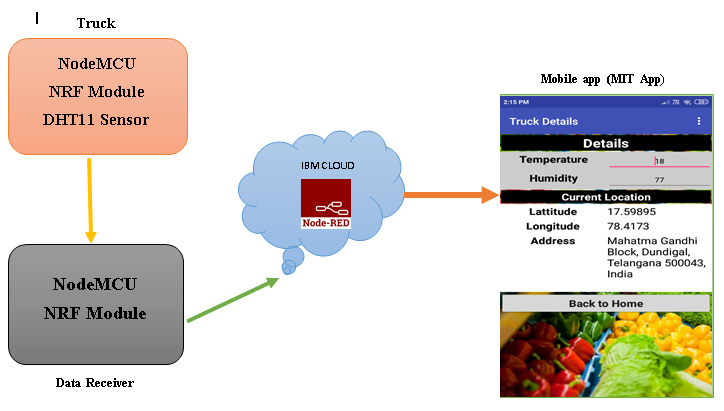 Truck
NodeMCU
NRF Module
DHT11 Sensor
NodeMCU
NRF Module
Data Receiver
IBM CLOUD
Node-RED
Mobile app (MIT App)
2:15 PM
Truck Details
Details
Temperature 18
Humidity 77
Current Location
Lattitude 17.59895
Longitude 78.4173
Address Mahatma Gandhi
Block, Dundigal,
Telangana 500043,
India
Back to Home